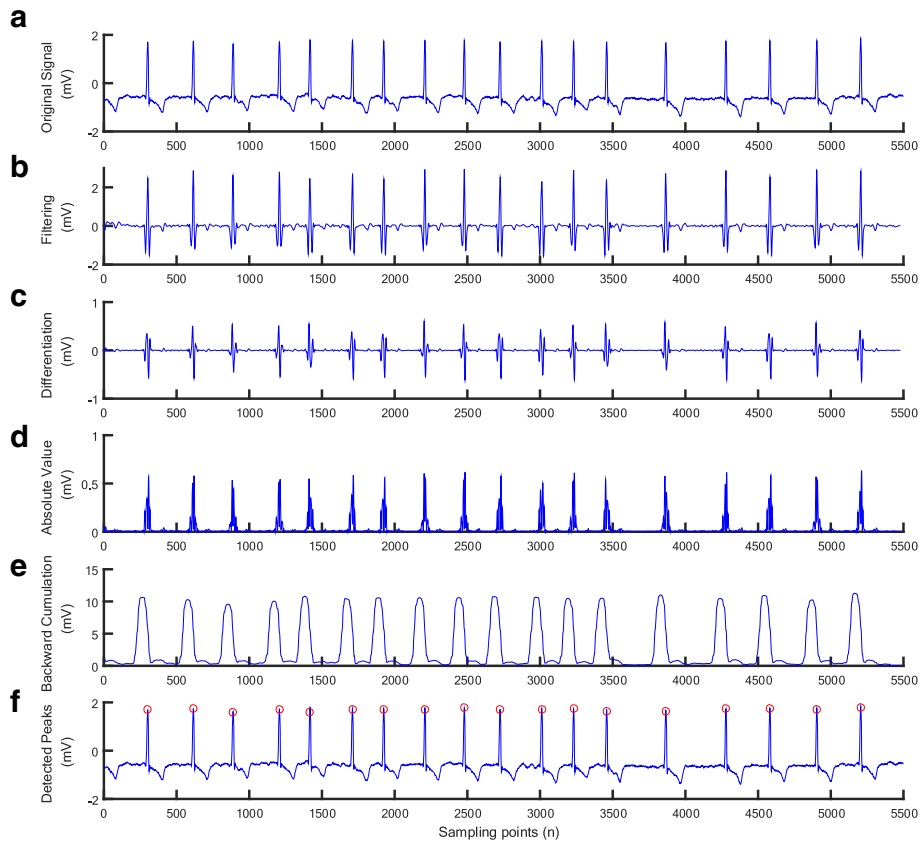 a
Original Signal
(mV)
2
0
-2
0 500 1000 1500 2000 2500 3000 3500 4000 4500 5000 5500
b
Filtering
(mV)
2
0
-2
0 500 1000 1500 2000 2500 3000 3500 4000 4500 5000 5500
c
Differentiation
(mV)
1
0
-1
0 500 1000 1500 2000 2500 3000 3500 4000 4500 5000 5500
d
Absolute Value
(mV)
1
0.5
0
0 500 1000 1500 2000 2500 3000 3500 4000 4500 5000 5500
e
Backward Cumulation
(mV)
15
10
5
0
0 500 1000 1500 2000 2500 3000 3500 4000 4500 5000 5500
f
Detected Peaks
(mV)
2
0
-2
0 500 1000 1500 2000 2500 3000 3500 4000 4500 5000 5500
Sampling points (n)